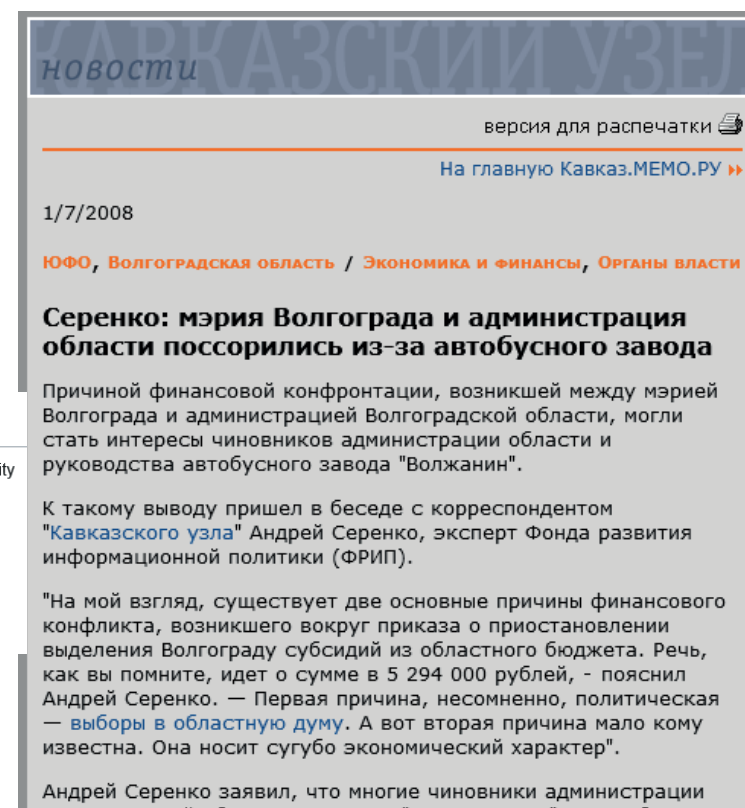 КАВКАЗСКИЙ УЗЕЛ
новости
версия для распечатки
На главную Кавказ.МЕМО.РУ
1/7/2008
ЮФО, Волгоградская область / Экономика и финансы, Органы власти
Серенко: мэрия Волгограда и администрация
области поссорились из-за автобусного завода
Причиной финансовой конфронтации, возникшей между мэрией
Волгограда и администрацией Волгоградской области, могли
стать интересы чиновников администрации области и
руководства автобусного завода "Волжанин".
ity
К такому выводу пришел в беседе с корреспондентом
"Кавказского узла" Андрей Серенко, эксперт Фонда развития
информационной политики (ФРИП).
"На мой взгляд, существует две основные причины финансового
конфликта, возникшего вокруг приказа о приостановлении
выделения Волгограду субсидий из областного бюджета. Речь,
как вы помните, идет о сумме в 5 294 000 рублей, - пояснил
Андрей Серенко. — Первая причина, несомненно, политическая
— выборы в областную думу. А вот вторая причина мало кому
известна. Она носит сугубо экономический характер".
Андрей Серенко заявил, что многие чиновники администрации